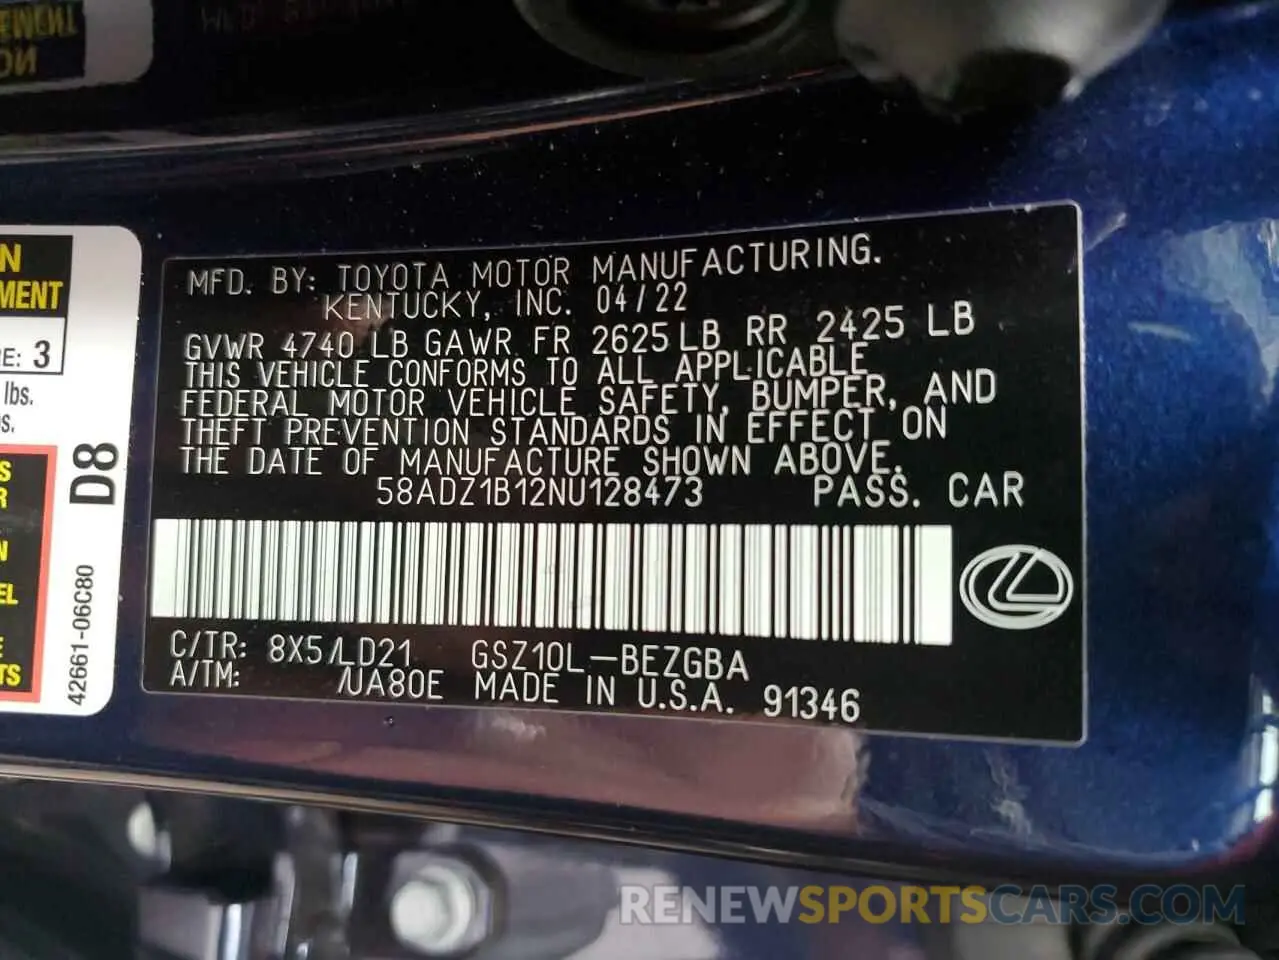 MFD. BY: TOYOTA MOTOR MANUFACTURING.
KENTUCKY, INC. 04/22
GVWR 4740 LB GAWR FR 2625 LB RR 2425 LB
THIS VEHICLE CONFORMS TO ALL APPLICABLE
FEDERAL MOTOR VEHICLE SAFETY, BUMPER, AND
THEFT PREVENTION STANDARDS IN EFFECT ON
THE DATE OF MANUFACTURE SHOWN ABOVE.
58ADZ1B12NU128473 PASS. CAR
C/TR: 8X5/LD21 GSZ10L-BEZGBA
A/TM: /UA80E MADE IN U.S.A. 91346
3
lbs.
D8
42661-06C80
RENEWSPORTSCARS.COM